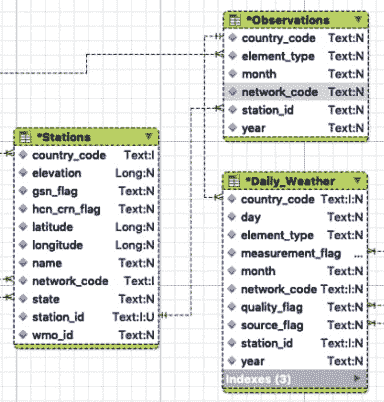 *Observations
country_code Text:N
element_type Text:N
month Text:N
network_code Text:N
station_id Text:N
year Text:N
*Stations
country_code Text:I
elevation Long:N
gsn_flag Text:N
hcn_crn_flag Text:N
latitude Long:N
longitude Long:N
name Text:N
network_code Text:I
state Text:N
station_id Text:I:U
wmo_id Text:N
*Daily_Weather
country_code Text:I:N
day Text:N
element_type Text:N
measurement_flag ...
month Text:N
network_code Text:I:N
quality_flag Text:N
source_flag Text:N
station_id Text:I:N
year Text:N
Indexes (3)